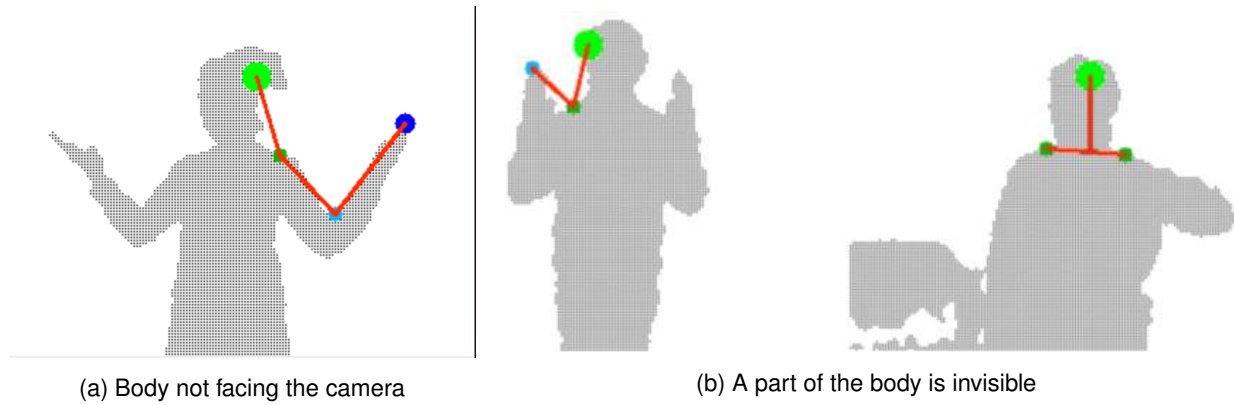 (a) Body not facing the camera
(b) A part of the body is invisible